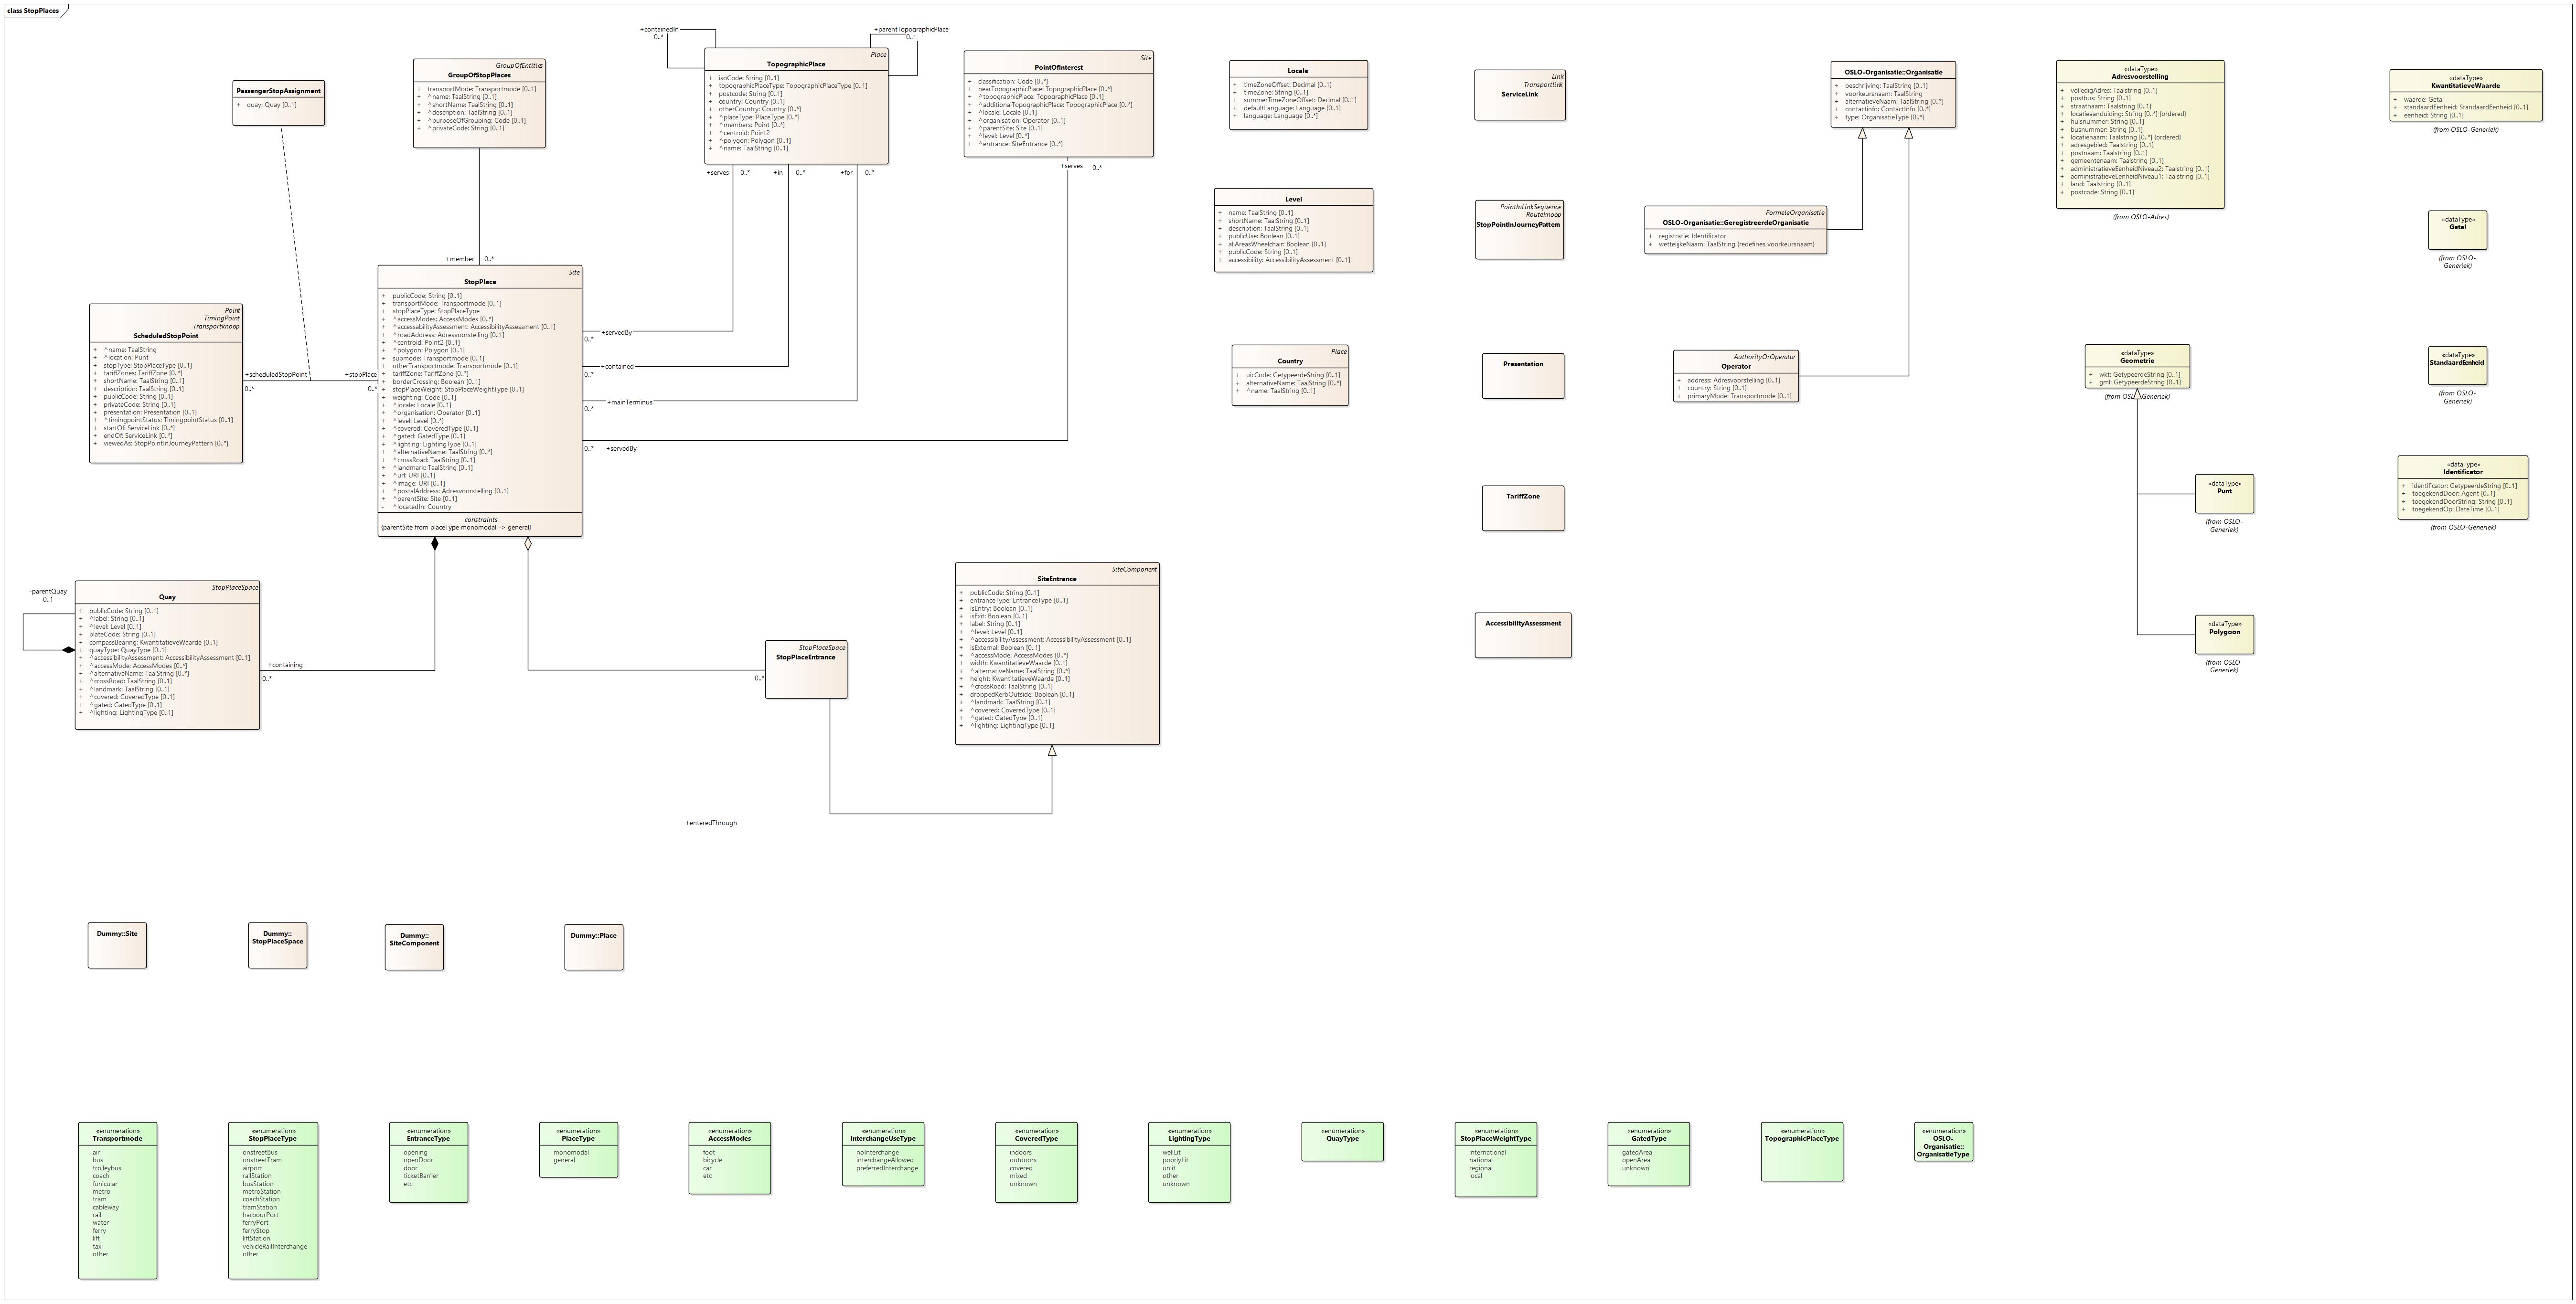 class StopPlaces
PassengerStopAssignment
+ quay: Quay [0..1]
GroupOfEntities
GroupOfStopPlaces
+ transportMode: Transportmode [0..1]
+ ^name: TaalString [0..1]
+ ^shortName: TaalString [0..1]
+ ^description: TaalString [0..1]
+ ^purposeOfGrouping: Code [0..1]
+ ^privateCode: String [0..1]
+containedIn
0..*
+parentTopographicPlace
0..1
Place
TopographicPlace
+ isoCode: String [0..1]
+ topographicPlaceType: TopographicPlaceType [0..1]
+ postcode: String [0..1]
+ country: Country [0..1]
+ otherCountry: Country [0..*]
+ ^placeType: PlaceType [0..*]
+ ^members: Point [0..*]
+ ^centroid: Point2
+ ^polygon: Polygon [0..1]
+ ^name: TaalString [0..1]
+serves 0..*
+in 0..*
+for 0..*
Site
PointOfInterest
+ classification: Code [0..*]
+ nearTopographicPlace: TopographicPlace [0..*]
+ ^topographicPlace: TopographicPlace [0..1]
+ ^additionalTopographicPlace: TopographicPlace [0..*]
+ ^locale: Locale [0..1]
+ ^organisation: Operator [0..1]
+ ^parentSite: Site [0..1]
+ ^level: Level [0..*]
+ ^entrance: SiteEntrance [0..*]
+serves 0..*
Locale
+ timeZoneOffset: Decimal [0..1]
+ timeZone: String [0..1]
+ summerTimeZoneOffset: Decimal [0..1]
+ defaultLanguage: Language [0..1]
+ language: Language [0..*]
Level
+ name: TaalString [0..1]
+ shortName: TaalString [0..1]
+ description: TaalString [0..1]
+ publicUse: Boolean [0..1]
+ allAreasWheelchair: Boolean [0..1]
+ publicCode: String [0..1]
+ accessibility: AccessibilityAssessment [0..1]
Place
Country
+ uicCode: GetypeerdeString [0..1]
+ alternativeName: TaalString [0..*]
+ ^name: TaalString [0..1]
Link
TransportLink
ServiceLink
PointInLinkSequence
Routeknoop
StopPointInJourneyPattern
Presentation
TariffZone
AccessibilityAssessment
OSLO-Organisatie::Organisatie
+ beschrijving: TaalString [0..1]
+ voorkeursnaam: TaalString
+ alternatieveNaam: TaalString [0..*]
+ contactinfo: ContactInfo [0..*]
+ type: OrganisatieType [0..*]
FormeleOrganisatie
OSLO-Organisatie::GeregistreerdeOrganisatie
+ registratie: Identificator
+ wettelijkeNaam: TaalString {redefines voorkeursnaam}
AuthorityOrOperator
Operator
+ address: Adresvoorstelling [0..1]
+ country: String [0..1]
+ primaryMode: Transportmode [0..1]
«dataType»
Adresvoorstelling
+ volledigAdres: Taalstring [0..1]
+ postbus: String [0..1]
+ straatnaam: Taalstring [0..1]
+ locatieaanduiding: String [0..*] {ordered}
+ huisnummer: String [0..1]
+ busnummer: String [0..1]
+ locatienaam: Taalstring [0..*] {ordered}
+ adresgebied: Taalstring [0..1]
+ postnaam: Taalstring [0..1]
+ gemeentenaam: Taalstring [0..1]
+ administratieveEenheidNiveau2: Taalstring [0..1]
+ administratieveEenheidNiveau1: Taalstring [0..1]
+ land: Taalstring [0..1]
+ postcode: String [0..1]
(from OSLO-Adres)
«dataType»
KwantitatieveWaarde
+ waarde: Getal
+ standaardEenheid: StandaardEenheid [0..1]
+ eenheid: String [0..1]
(from OSLO-Generiek)
«dataType»
Getal
(from OSLO-
Generiek)
«dataType»
StandaardEenheid
(from OSLO-
Generiek)
«dataType»
Geometrie
+ wkt: GetypeerdeString [0..1]
+ gml: GetypeerdeString [0..1]
(from OSLO-Generiek)
«dataType»
Punt
(from OSLO-
Generiek)
«dataType»
Polygoon
(from OSLO-
Generiek)
«dataType»
Identificator
+ identificator: GetypeerdeString [0..1]
+ toegekendDoor: Agent [0..1]
+ toegekendDoorString: String [0..1]
+ toegekendOp: DateTime [0..1]
(from OSLO-Generiek)
Point
TimingPoint
Transportknoop
ScheduledStopPoint
+ ^name: TaalString
+ ^location: Punt
+ stopType: StopPlaceType [0..1]
+ tariffZones: TariffZone [0..*]
+ shortName: TaalString [0..1]
+ description: TaalString [0..1]
+ publicCode: String [0..1]
+ privateCode: String [0..1]
+ presentation: Presentation [0..1]
+ ^timingpointStatus: TimingpointStatus [0..1]
+ startOf: ServiceLink [0..*]
+ endOf: ServiceLink [0..*]
+ viewedAs: StopPointInJourneyPattern [0..*]
+scheduledStopPoint
0..*
+stopPlace
0..*
+member 0..*
Site
StopPlace
+ publicCode: String [0..1]
+ transportMode: Transportmode [0..1]
+ stopPlaceType: StopPlaceType
+ ^accessModes: AccessModes [0..*]
+ ^accessabilityAssessment: AccessibilityAssessment [0..1]
+ ^roadAddress: Adresvoorstelling [0..1]
+ ^centroid: Point2 [0..1]
+ ^polygon: Polygon [0..1]
+ submode: Transportmode [0..1]
+ otherTransportmode: Transportmode [0..1]
+ tariffZone: TariffZone [0..*]
+ borderCrossing: Boolean [0..1]
+ stopPlaceWeight: StopPlaceWeightType [0..1]
+ weighting: Code [0..1]
+ ^locale: Locale [0..1]
+ ^organisation: Operator [0..1]
+ ^level: Level [0..*]
+ ^covered: CoveredType [0..1]
+ ^gated: GatedType [0..1]
+ ^lighting: LightingType [0..1]
+ ^alternativeName: TaalString [0..*]
+ ^crossRoad: TaalString [0..1]
+ ^landmark: TaalString [0..1]
+ ^url: URI [0..1]
+ ^image: URI [0..1]
+ ^postalAddress: Adresvoorstelling [0..1]
+ ^parentSite: Site [0..1]
- ^locatedIn: Country
constraints
{parentSite from placeType monomodal -> general}
+servedBy
0..*
+contained
0..*
+mainTerminus
0..*
0..* +servedBy
-parentQuay
0..1
StopPlaceSpace
Quay
+ publicCode: String [0..1]
+ ^label: String [0..1]
+ ^level: Level [0..1]
+ plateCode: String [0..1]
+ compassBearing: KwantitatieveWaarde [0..1]
+ quayType: QuayType [0..1]
+ ^accessibilityAssessment: AccessibilityAssessment [0..1]
+ ^accessMode: AccessModes [0..*]
+ ^alternativeName: TaalString [0..*]
+ ^crossRoad: TaalString [0..1]
+ ^landmark: TaalString [0..1]
+ ^covered: CoveredType [0..1]
+ ^gated: GatedType [0..1]
+ ^lighting: LightingType [0..1]
+containing
0..*
0..*
StopPlaceSpace
StopPlaceEntrance
SiteComponent
SiteEntrance
+ publicCode: String [0..1]
+ entranceType: EntranceType [0..1]
+ isEntry: Boolean [0..1]
+ isExit: Boolean [0..1]
+ label: String [0..1]
+ ^level: Level [0..1]
+ ^accessibilityAssessment: AccessibilityAssessment [0..1]
+ isExternal: Boolean [0..1]
+ ^accessMode: AccessModes [0..*]
+ width: KwantitatieveWaarde [0..1]
+ ^alternativeName: TaalString [0..*]
+ height: KwantitatieveWaarde [0..1]
+ ^crossRoad: TaalString [0..1]
+ droppedKerbOutside: Boolean [0..1]
+ ^landmark: TaalString [0..1]
+ ^covered: CoveredType [0..1]
+ ^gated: GatedType [0..1]
+ ^lighting: LightingType [0..1]
+enteredThrough
Dummy::Site
Dummy::
StopPlaceSpace
Dummy::
SiteComponent
Dummy::Place
«enumeration»
Transportmode
air
bus
trolleybus
coach
funicular
metro
tram
cableway
rail
water
ferry
lift
taxi
other
«enumeration»
StopPlaceType
onstreetBus
onstreetTram
airport
railStation
busStation
metroStation
coachStation
tramStation
harbourPort
ferryPort
ferryStop
liftStation
vehicleRailInterchange
other
«enumeration»
EntranceType
opening
openDoor
door
ticketBarrier
etc
«enumeration»
PlaceType
monomodal
general
«enumeration»
AccessModes
foot
bicycle
car
etc
«enumeration»
InterchangeUseType
noInterchange
interchangeAllowed
preferredInterchange
«enumeration»
CoveredType
indoors
outdoors
covered
mixed
unknown
«enumeration»
LightingType
wellLit
poorlyLit
unlit
other
unknown
«enumeration»
QuayType
«enumeration»
StopPlaceWeightType
international
national
regional
local
«enumeration»
GatedType
gatedArea
openArea
unknown
«enumeration»
TopographicPlaceType
«enumeration»
OSLO-
Organisatie::
OrganisatieType